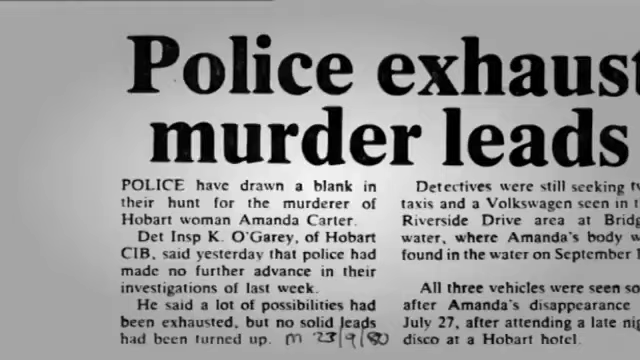 Police exhaust
murder leads
POLICE have drawn a blank in
their hunt for the murderer of
Hobart woman Amanda Carter.
Det Insp K. O'Garey, of Hobart
CIB, said yesterday that police had
made no further advance in their
investigations of last week.
He said a lot of possibilities had
been exhausted, but no solid leads
had been turned up. m 23/9/80
Detectives were still seeking
taxis and a Volkswagen seen in
Riverside Drive area at Bridg
water, where Amanda's body
found in the water on September
All three vehicles were seen
after Amanda's disappearance
July 27, after attending a late
disco at a Hobart hotel.